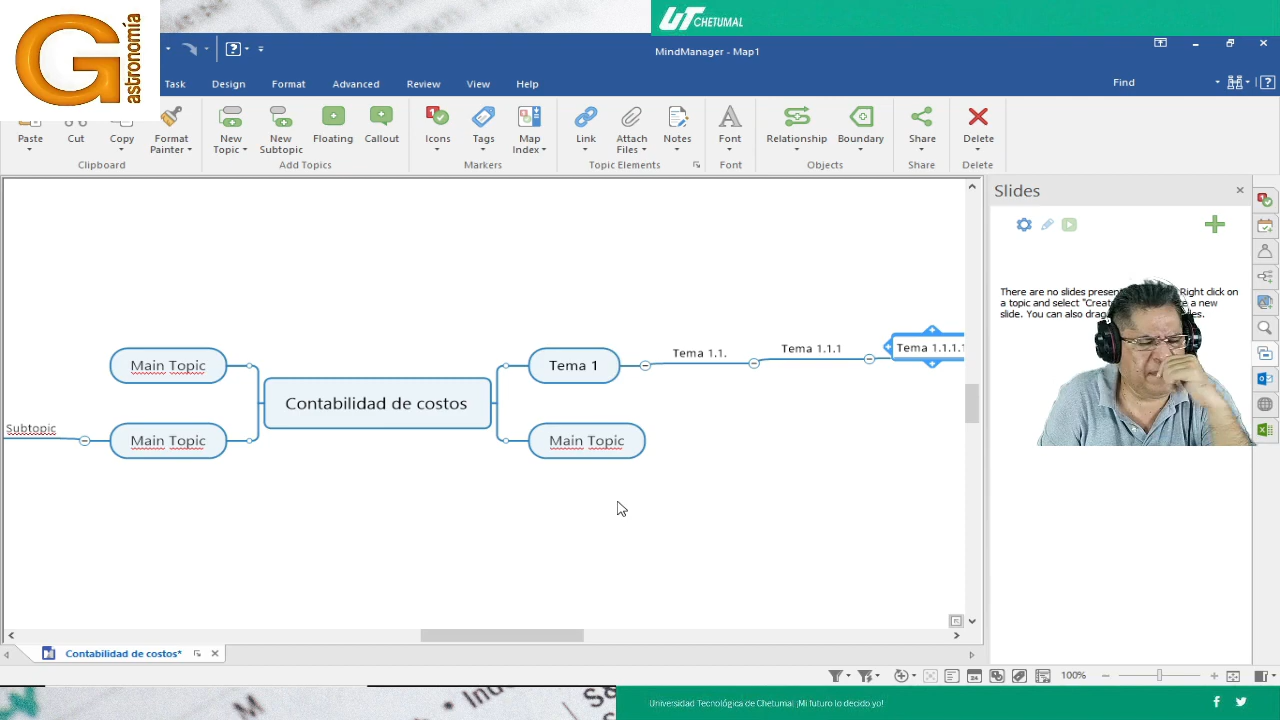 Gastronomía
UT CHETUMAL
MindManager - Map1
Task Design Format Advanced Review View Help
Find
Paste
Cut
Copy
Format Painter
New Topic
New Subtopic
Floating
Callout
Icons
Tags
Map Index
Link
Attach Files
Notes
Font
Relationship
Boundary
Share
Delete
Clipboard
Add Topics
Markers
Topic Elements
Font
Objects
Share
Delete
Slides
There are no slides
Right click on
a topic and select
a new
slide. You can also
Main Topic
Tema 1
Tema 1.1.
Tema 1.1.1
Tema 1.1.1.1
Contabilidad de costos
Subtopic
Main Topic
Main Topic
Contabilidad de costos*
100%
Universidad Tecnológica de Chetumal ¡Mi futuro lo decido yo!